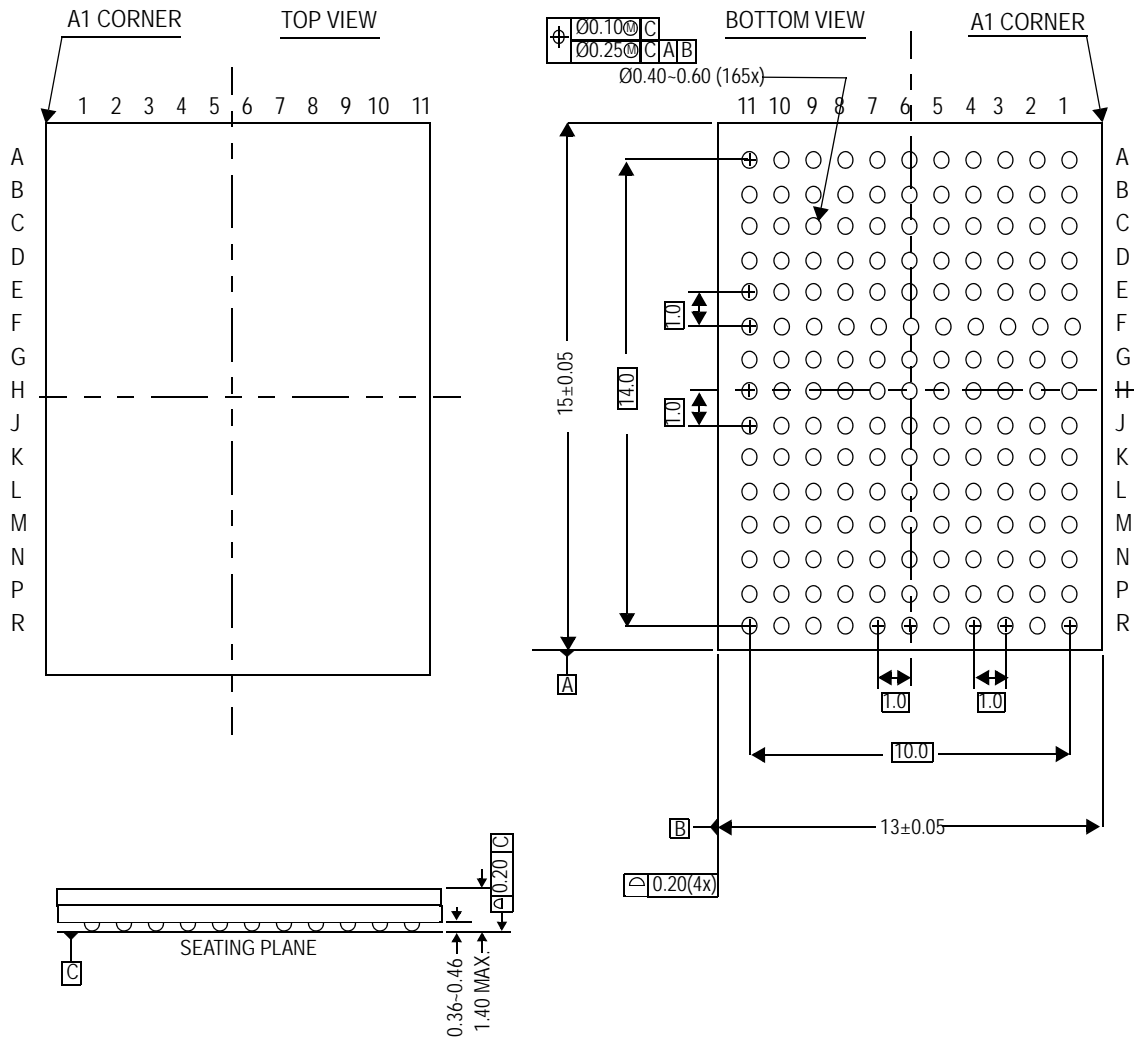 A1 CORNER
TOP VIEW
1 2 3 4 5 6 7 8 9 10 11
A
B
C
D
E
F
G
H
J
K
L
M
N
P
R
Ø0.10Ⓜ C
Ø0.25Ⓜ C A B
Ø0.40~0.60 (165x)
BOTTOM VIEW
A1 CORNER
11 10 9 8 7 6 5 4 3 2 1
A
B
C
D
E
F
G
H
J
K
L
M
N
P
R
15±0.05
14.0
1.0
1.0
A
1.0
1.0
10.0
B
13±0.05
0.20(4x)
0.20 C
SEATING PLANE
C
0.36~0.46
1.40 MAX.